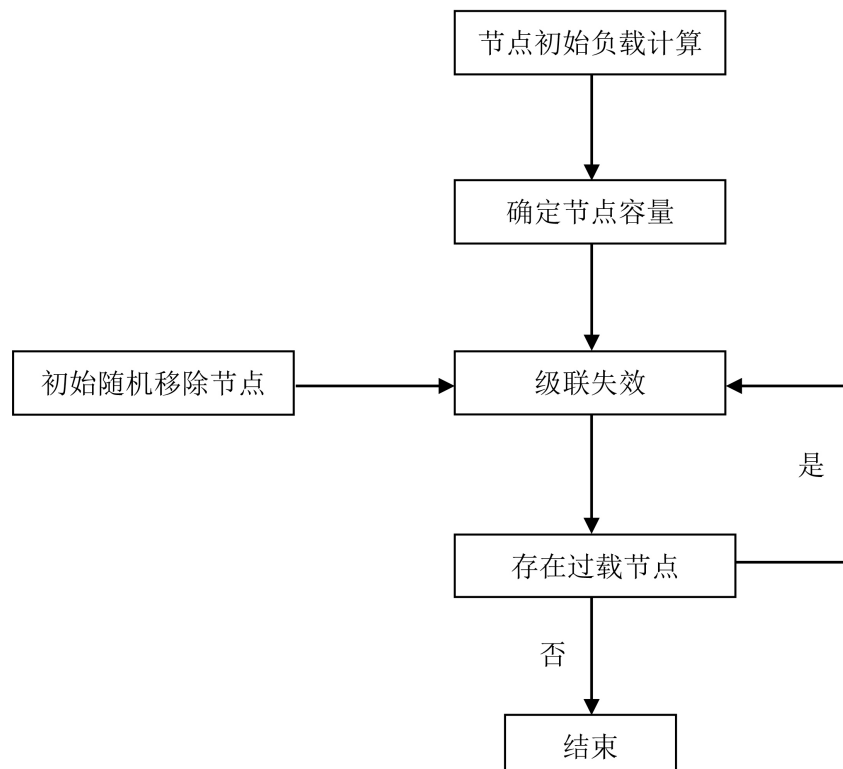 节点初始负载计算
确定节点容量
初始随机移除节点
级联失效
是
存在过载节点
否
结束